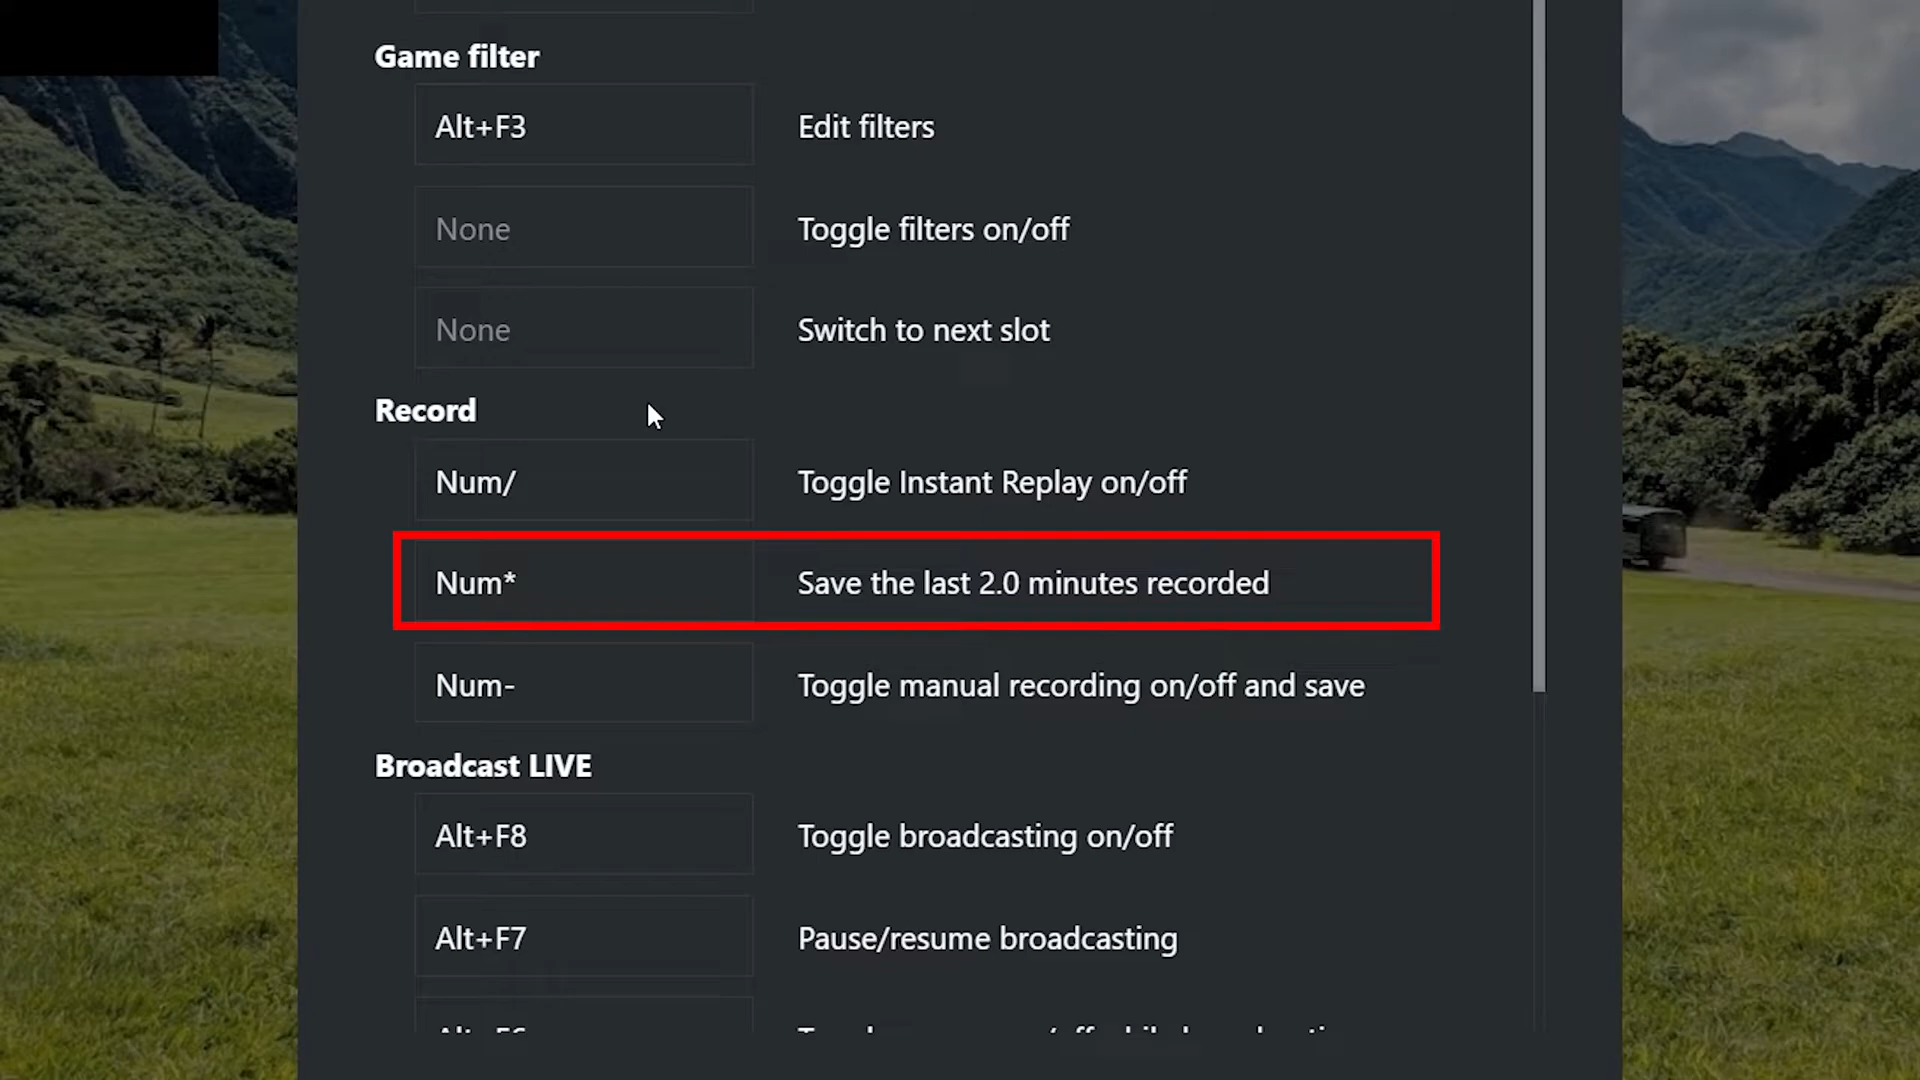 Game filter
Alt+F3 Edit filters
None Toggle filters on/off
None Switch to next slot
Record
Num/ Toggle Instant Replay on/off
Num* Save the last 2.0 minutes recorded
Num- Toggle manual recording on/off and save
Broadcast LIVE
Alt+F8 Toggle broadcasting on/off
Alt+F7 Pause/resume broadcasting